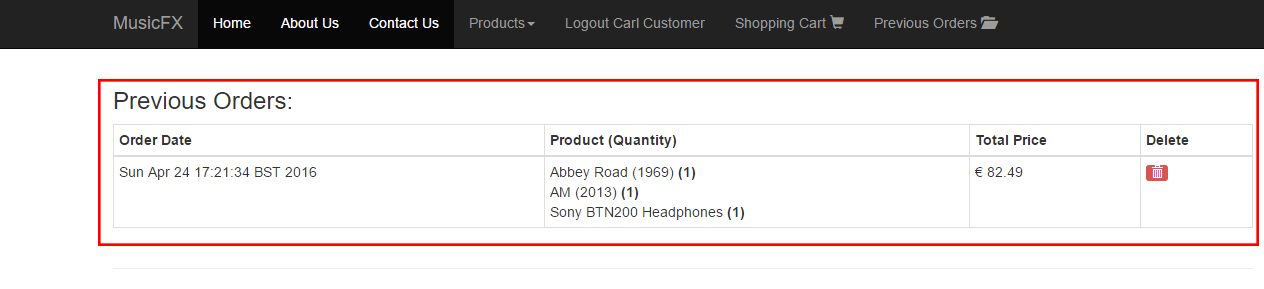 MusicFX Home About Us Contact Us Products Logout Carl Customer Shopping Cart Previous Orders
Previous Orders:
Order Date Product (Quantity) Total Price Delete
Sun Apr 24 17:21:34 BST 2016 Abbey Road (1969) (1) € 82.49
AM (2013) (1)
Sony BTN200 Headphones (1)